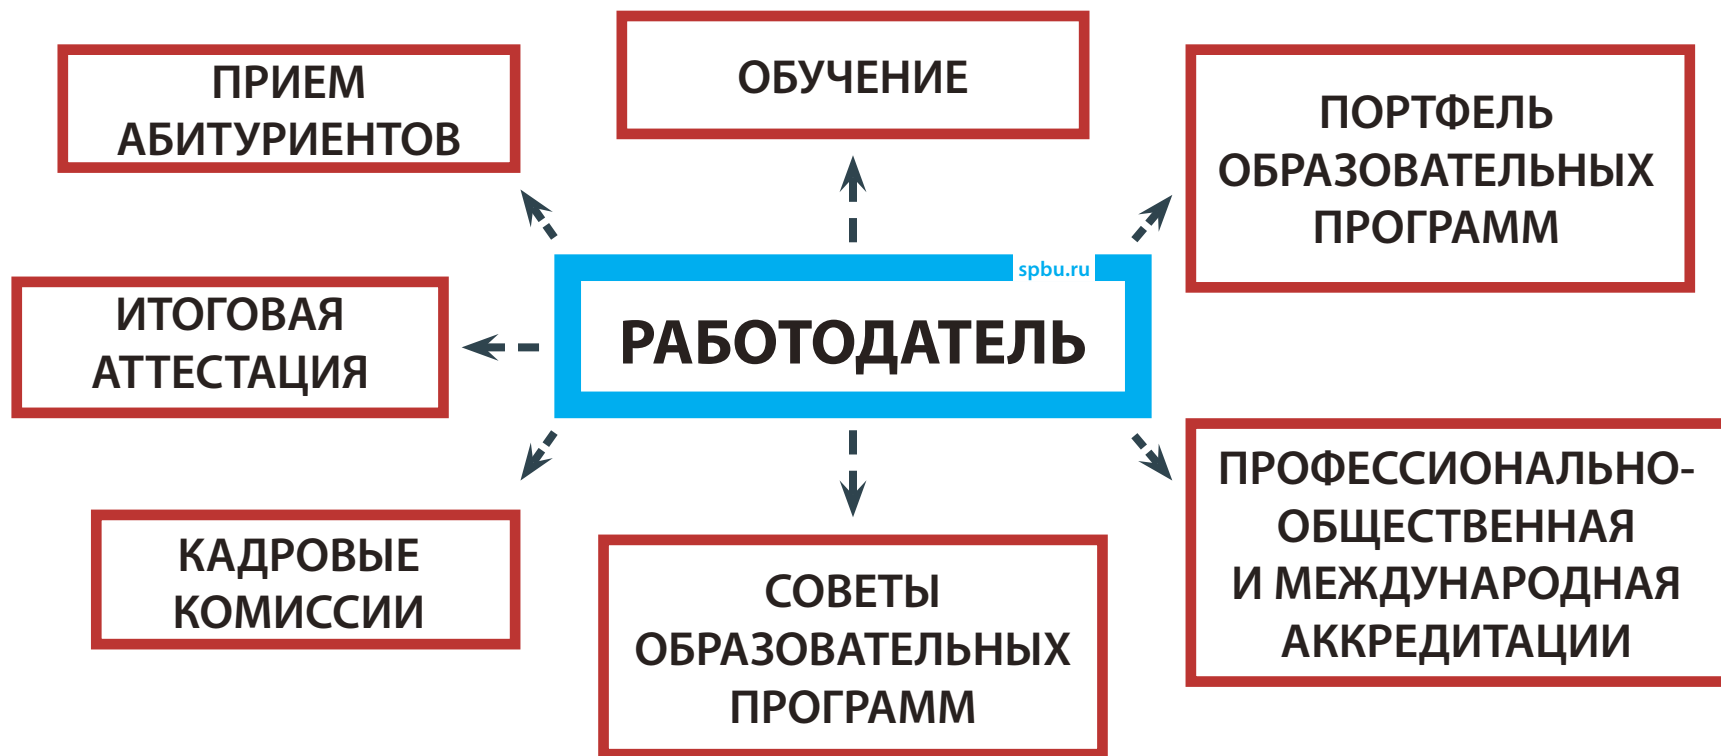 ПРИЕМ
АБИТУРИЕНТОВ
ОБУЧЕНИЕ
ПОРТФЕЛЬ
ОБРАЗОВАТЕЛЬНЫХ
ПРОГРАММ
ИТОГОВАЯ
АТТЕСТАЦИЯ
spbu.ru
РАБОТОДАТЕЛЬ
КАДРОВЫЕ
КОМИССИИ
СОВЕТЫ
ОБРАЗОВАТЕЛЬНЫХ
ПРОГРАММ
ПРОФЕССИОНАЛЬНО-
ОБЩЕСТВЕННАЯ
И МЕЖДУНАРОДНАЯ
АККРЕДИТАЦИИ